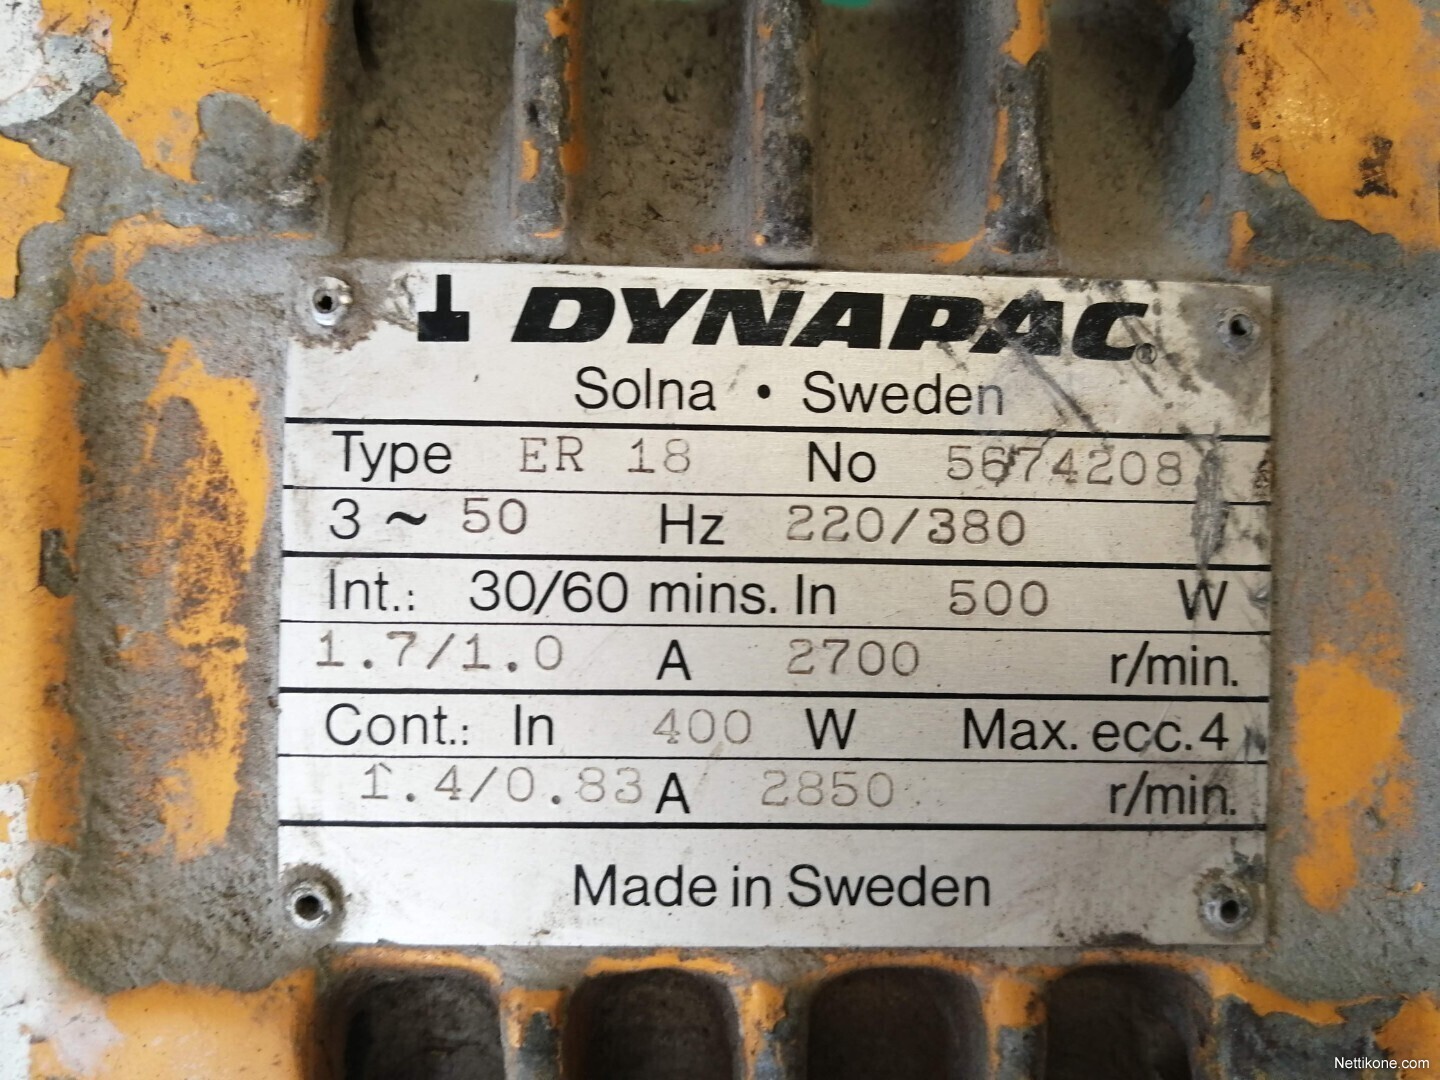 DYNAPAC®
Solna • Sweden
Type ER 18 No 5674208
3 ~ 50 Hz 220/380
Int.: 30/60 mins. In 500 W
1.7/1.0 A 2700 r/min.
Cont.: In 400 W Max. ecc. 4
1.4/0.83 A 2850 r/min.
Made in Sweden
Nettikone.com